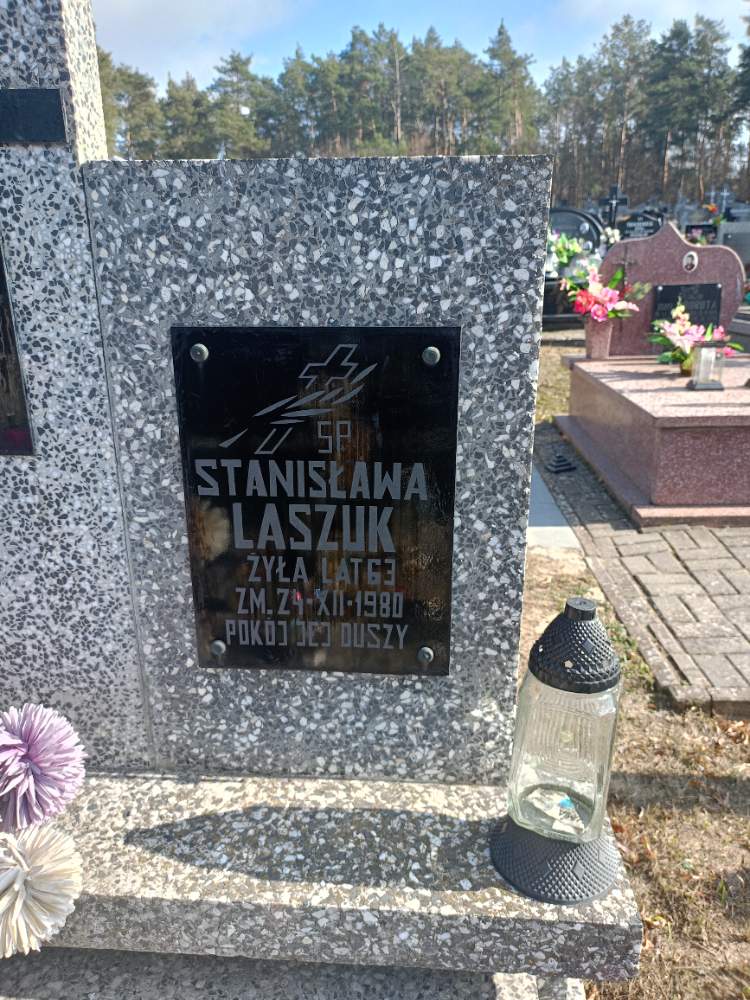 SP
STANISŁAWA
LASZUK
ŻYŁA LAT 63
ZM. 24·XII·1980
POKÓJ JEJ DUSZY